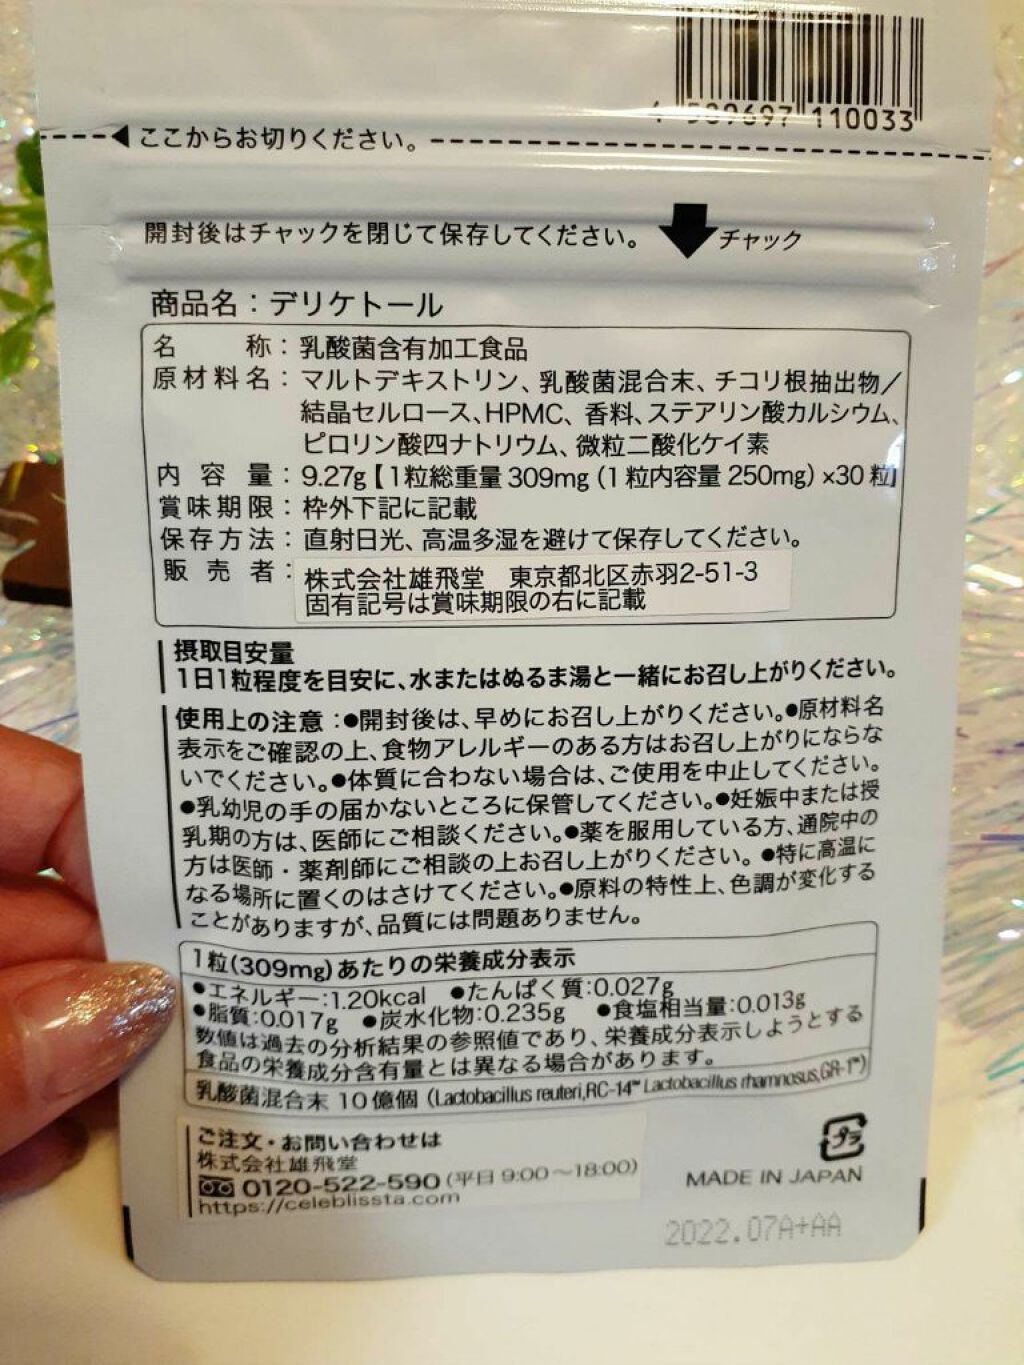 589697 110033
ここからお切りください。
開封後はチャックを閉じて保存してください。 チャック
商品名：デリケトール
名称：乳酸菌含有加工食品
原材料名：マルトデキストリン、乳酸菌混合末、チコリ根抽出物／
結晶セルロース、HPMC、香料、ステアリン酸カルシウム、
ピロリン酸四ナトリウム、微粒二酸化ケイ素
内容量：9.27g【1粒総重量 309mg (1粒内容量 250mg) ×30粒】
賞味期限：枠外下記に記載
保存方法：直射日光、高温多湿を避けて保存してください。
販売者：株式会社雄飛堂　東京都北区赤羽2-51-3
固有記号は賞味期限の右に記載
摂取目安量
1日1粒程度を目安に、水またはぬるま湯と一緒にお召し上がりください。
使用上の注意：●開封後は、早めにお召し上がりください。●原材料名
表示をご確認の上、食物アレルギーのある方はお召し上がりにならな
いでください。●体質に合わない場合は、ご使用を中止してください。
●乳幼児の手の届かないところに保管してください。●妊娠中または授
乳期の方は、医師にご相談ください。●薬を服用している方、通院中の
方は医師・薬剤師にご相談の上お召し上がりください。●特に高温に
なる場所に置くのはさけてください。●原料の特性上、色調が変化する
ことがありますが、品質には問題ありません。
1粒(309mg)あたりの栄養成分表示
●エネルギー：1.20kcal ●たんぱく質：0.027g
●脂質：0.017g ●炭水化物：0.235g ●食塩相当量：0.013g
数値は過去の分析結果の参照値であり、栄養成分表示しようとする
食品の栄養成分含有量とは異なる場合があります。
乳酸菌混合末 10億個 (Lactobacillus reuteri,RC-14™ Lactobacillus rhamnosus,GR-1™)
ご注文・お問い合わせは
株式会社雄飛堂
0120-522-590 (平日 9:00～18:00)
https://celeblissta.com
プラ
MADE IN JAPAN
2022.07A+AA